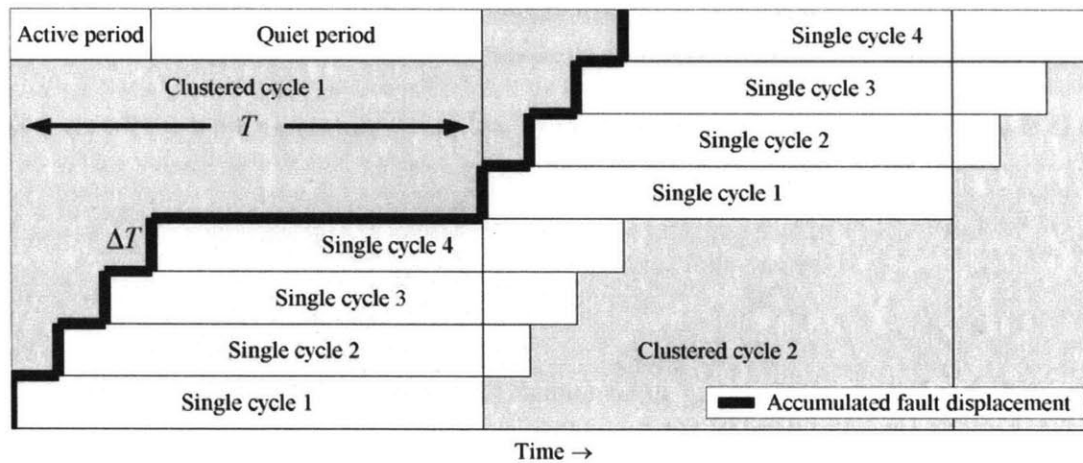 Active period Quiet period Single cycle 4
Clustered cycle 1 Single cycle 3
T
Single cycle 2
Single cycle 1
ΔT
Single cycle 4
Single cycle 3
Single cycle 2 Clustered cycle 2
Single cycle 1 Accumulated fault displacement
Time →